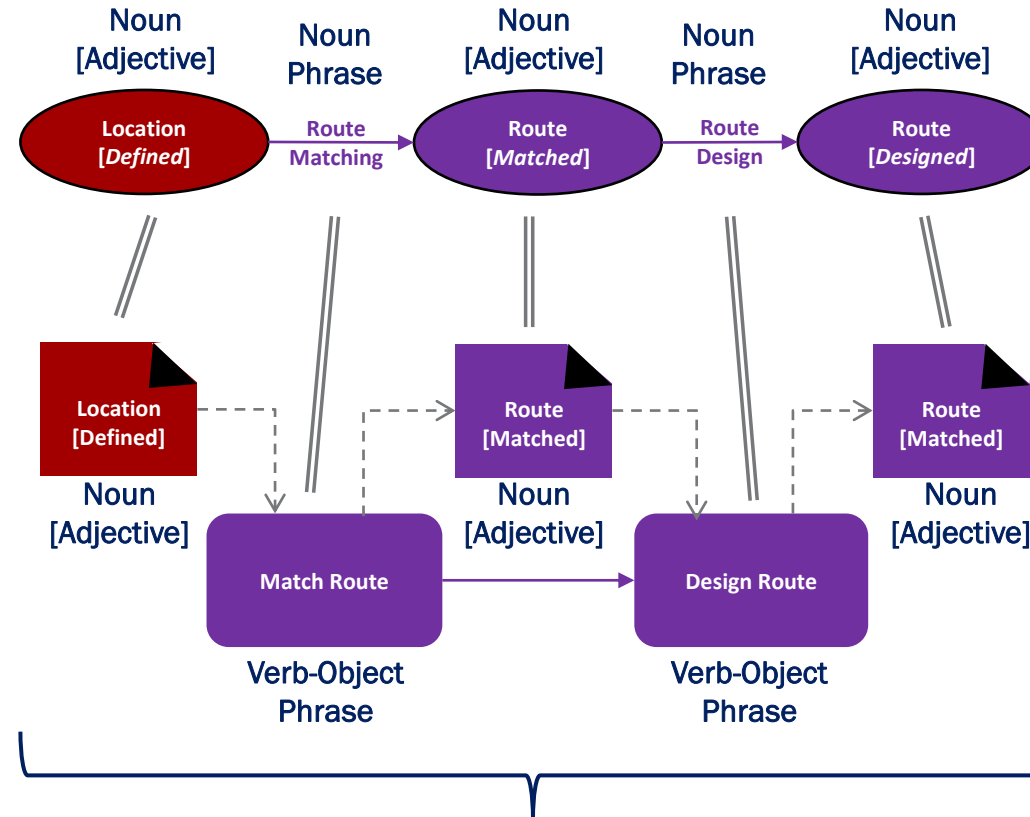 Noun
[Adjective]
Noun
Phrase
Noun
[Adjective]
Noun
Phrase
Noun
[Adjective]
Location
[Defined]
Route
Matching
Route
[Matched]
Route
Design
Route
[Designed]
Location
[Defined]
Route
[Matched]
Route
[Matched]
Noun
[Adjective]
Noun
[Adjective]
Noun
[Adjective]
Match Route
Design Route
Verb-Object
Phrase
Verb-Object
Phrase